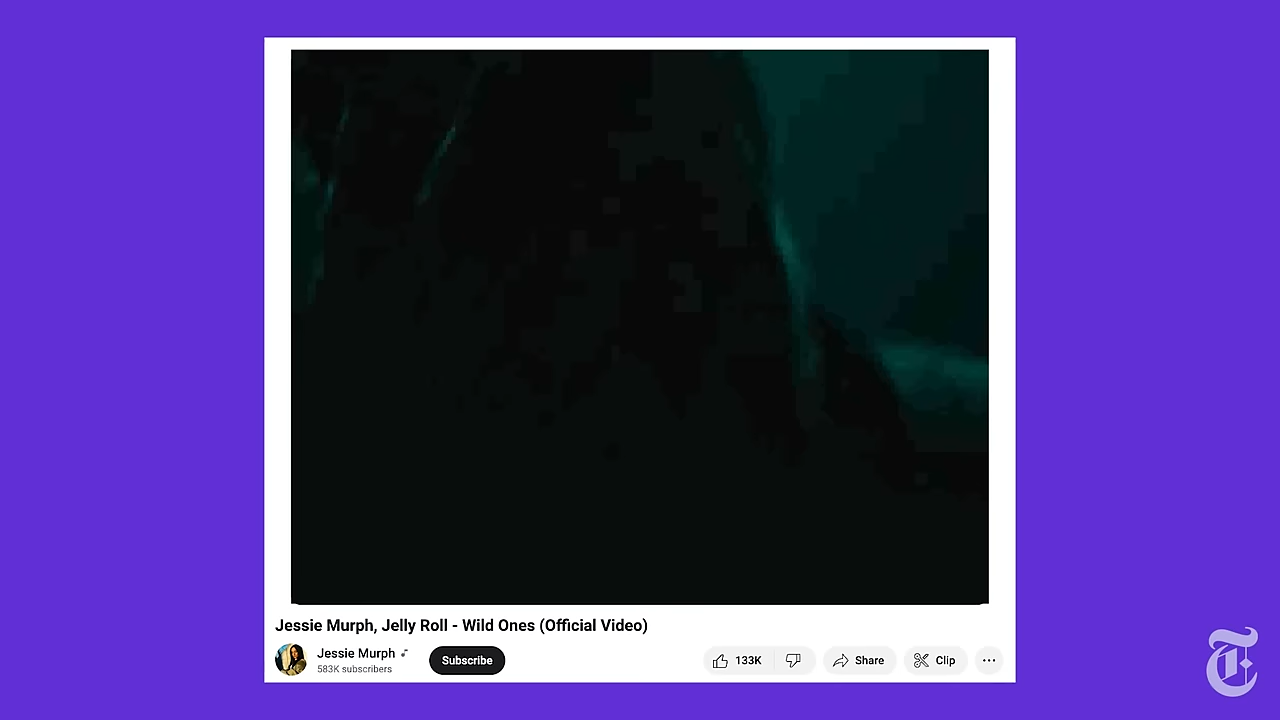 Jessie Murph, Jelly Roll - Wild Ones (Official Video)
Jessie Murph
583K subscribers
Subscribe
133K
Share
Clip
T